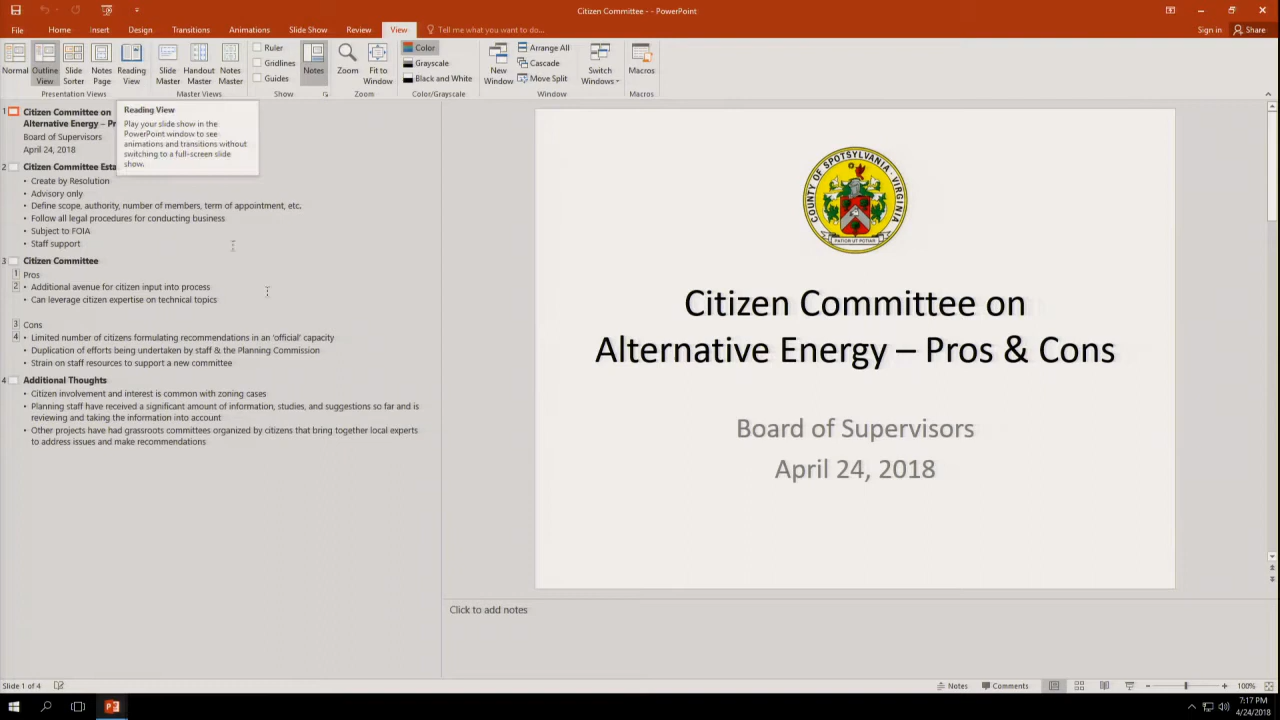 Citizen Committee - - PowerPoint
File Home Insert Design Transitions Animations Slide Show Review View Tell me what you want to do... Sign in Share
Normal
Outline View
Slide Sorter
Notes Page
Reading View
Presentation Views
Slide Master
Handout Master
Notes Master
Master Views
Ruler
Gridlines
Guides
Show
Notes
Zoom
Fit to Window
Zoom
Color
Grayscale
Black and White
Color/Grayscale
New Window
Arrange All
Cascade
Move Split
Switch Windows
Window
Macros
Macros
Reading View
Play your slide show in the
PowerPoint window to see
animations and transitions without
switching to a full-screen slide
show.
1 Citizen Committee on
Alternative Energy – Pr
Board of Supervisors
April 24, 2018
2 Citizen Committee Esta
• Create by Resolution
• Advisory only
• Define scope, authority, number of members, term of appointment, etc.
• Follow all legal procedures for conducting business
• Subject to FOIA
• Staff support
3 Citizen Committee
1 Pros
2 • Additional avenue for citizen input into process
• Can leverage citizen expertise on technical topics
3 Cons
4 • Limited number of citizens formulating recommendations in an 'official' capacity
• Duplication of efforts being undertaken by staff & the Planning Commission
• Strain on staff resources to support a new committee
4 Additional Thoughts
• Citizen involvement and interest is common with zoning cases
• Planning staff have received a significant amount of information, studies, and suggestions so far and is
reviewing and taking the information into account
• Other projects have had grassroots committees organized by citizens that bring together local experts
to address issues and make recommendations
COUNTY OF SPOTSYLVANIA VIRGINIA
PATIOR UT POTIAR
Citizen Committee on
Alternative Energy – Pros & Cons
Board of Supervisors
April 24, 2018
Click to add notes
Slide 1 of 4
Notes Comments 100%
7:17 PM
4/24/2018